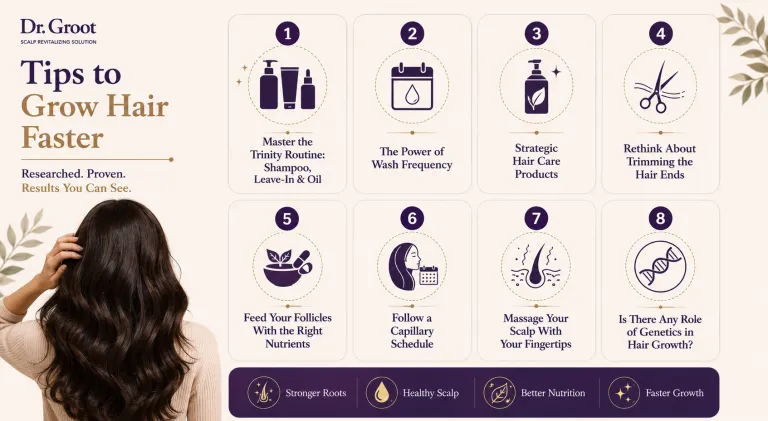 Dr. Groot
SCALP REVITALIZING SOLUTION
Tips to
Grow Hair
Faster
Researched. Proven.
Results You Can See.
1
Master the
Trinity Routine:
Shampoo,
Leave-In & Oil
2
The Power of
Wash Frequency
3
Strategic
Hair Care
Products
4
Rethink About
Trimming the
Hair Ends
5
Feed Your Follicles
With the Right
Nutrients
6
Follow a
Capillary
Schedule
7
Massage Your
Scalp With
Your Fingertips
8
Is There Any Role
of Genetics in
Hair Growth?
Stronger Roots
Healthy Scalp
Better Nutrition
Faster Growth